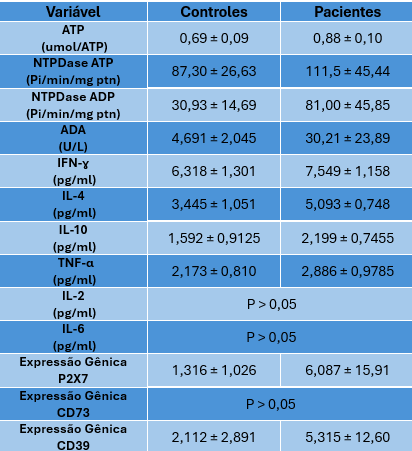 Variável Controles Pacientes
ATP
(umol/ATP) 0,69 ± 0,09 0,88 ± 0,10
NTPDase ATP
(Pi/min/mg ptn) 87,30 ± 26,63 111,5 ± 45,44
NTPDase ADP
(Pi/min/mg ptn) 30,93 ± 14,69 81,00 ± 45,85
ADA
(U/L) 4,691 ± 2,045 30,21 ± 23,89
IFN-ɣ
(pg/ml) 6,318 ± 1,301 7,549 ± 1,158
IL-4
(pg/ml) 3,445 ± 1,051 5,093 ± 0,748
IL-10
(pg/ml) 1,592 ± 0,9125 2,199 ± 0,7455
TNF-α
(pg/ml) 2,173 ± 0,810 2,886 ± 0,9785
IL-2
(pg/ml) P > 0,05
IL-6
(pg/ml) P > 0,05
Expressão Gênica
P2X7 1,316 ± 1,026 6,087 ± 15,91
Expressão Gênica
CD73 P > 0,05
Expressão Gênica
CD39 2,112 ± 2,891 5,315 ± 12,60